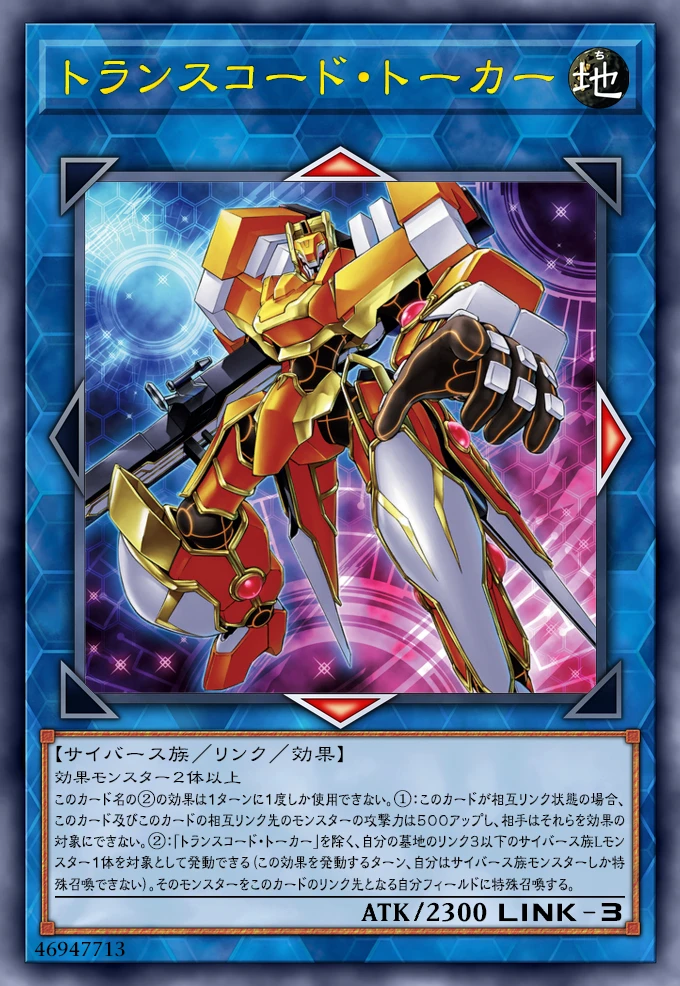 トランスコード・トーカー
ち
地
【サイバース族／リンク／効果】
効果モンスター２体以上
このカード名の②の効果は１ターンに１度しか使用できない。①：このカードが相互リンク状態の場合、
このカード及びこのカードの相互リンク先のモンスターの攻撃力は５００アップし、相手はそれらを効果の
対象にできない。②：「トランスコード・トーカー」を除く、自分の墓地のリンク３以下のサイバース族Ｌモン
スター１体を対象として発動できる（この効果を発動するターン、自分はサイバース族モンスターしか特
殊召喚できない）。そのモンスターをこのカードのリンク先となる自分フィールドに特殊召喚する。
ATK/2300 LINK-3
46947713